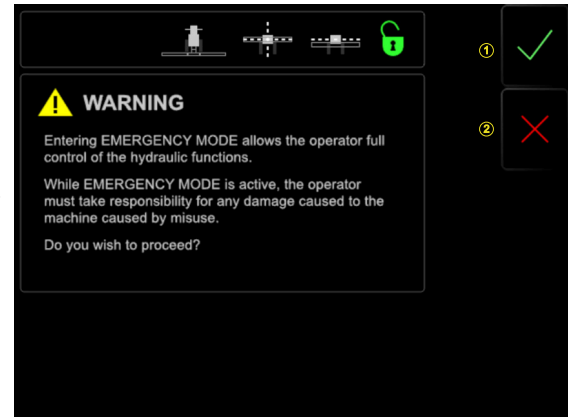 WARNING
Entering EMERGENCY MODE allows the operator full
control of the hydraulic functions.
While EMERGENCY MODE is active, the operator
must take responsibility for any damage caused to the
machine caused by misuse.
Do you wish to proceed?
1
2